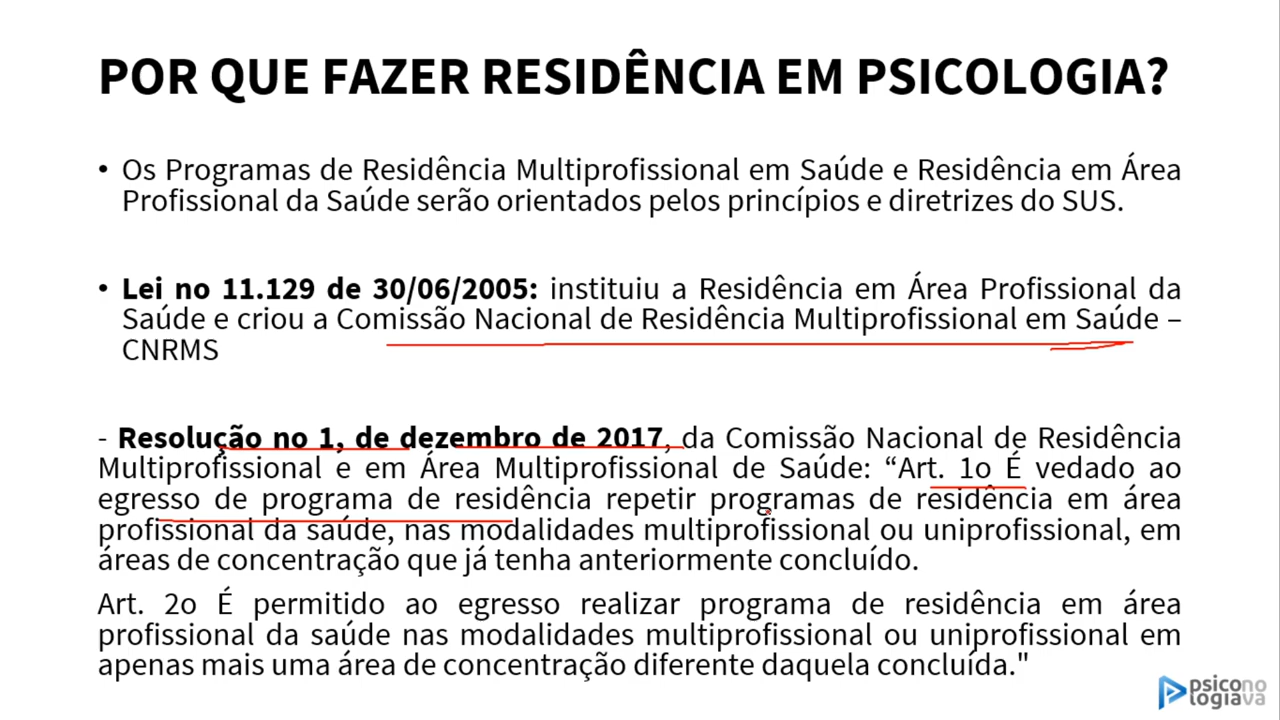 POR QUE FAZER RESIDÊNCIA EM PSICOLOGIA?
• Os Programas de Residência Multiprofissional em Saúde e Residência em Área
Profissional da Saúde serão orientados pelos princípios e diretrizes do SUS.
• Lei no 11.129 de 30/06/2005: instituiu a Residência em Área Profissional da
Saúde e criou a Comissão Nacional de Residência Multiprofissional em Saúde –
CNRMS
- Resolução no 1, de dezembro de 2017, da Comissão Nacional de Residência
Multiprofissional e em Área Multiprofissional de Saúde: “Art. 1o É vedado ao
egresso de programa de residência repetir programas de residência em área
profissional da saúde, nas modalidades multiprofissional ou uniprofissional, em
áreas de concentração que já tenha anteriormente concluído.
Art. 2o É permitido ao egresso realizar programa de residência em área
profissional da saúde nas modalidades multiprofissional ou uniprofissional em
apenas mais uma área de concentração diferente daquela concluída."
psicono
logiava